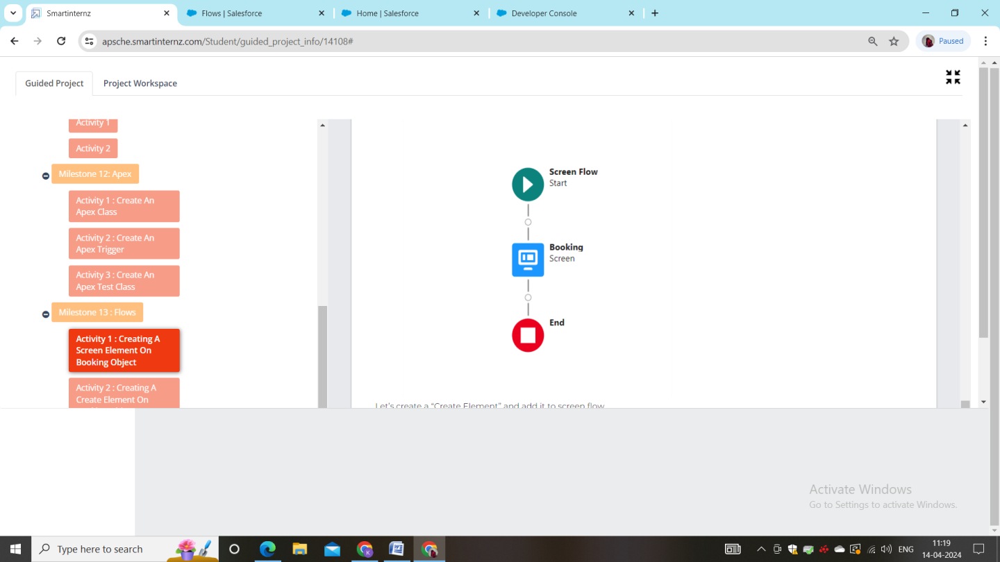 Smartinternz
Flows | Salesforce
Home | Salesforce
Developer Console
apsche.smartinternz.com/Student/guided_project_info/14108#
Paused
Guided Project
Project Workspace
Activity 1
Activity 2
Milestone 12: Apex
Activity 1 : Create An
Apex Class
Activity 2 : Create An
Apex Trigger
Activity 3 : Create An
Apex Test Class
Milestone 13 : Flows
Activity 1 : Creating A
Screen Element On
Booking Object
Activity 2 : Creating A
Create Element On
Screen Flow
Start
Booking
Screen
End
Let's create a “Create Element” and add it to screen flow
Activate Windows
Go to Settings to activate Windows.
Type here to search
ENG
11:19
14-04-2024